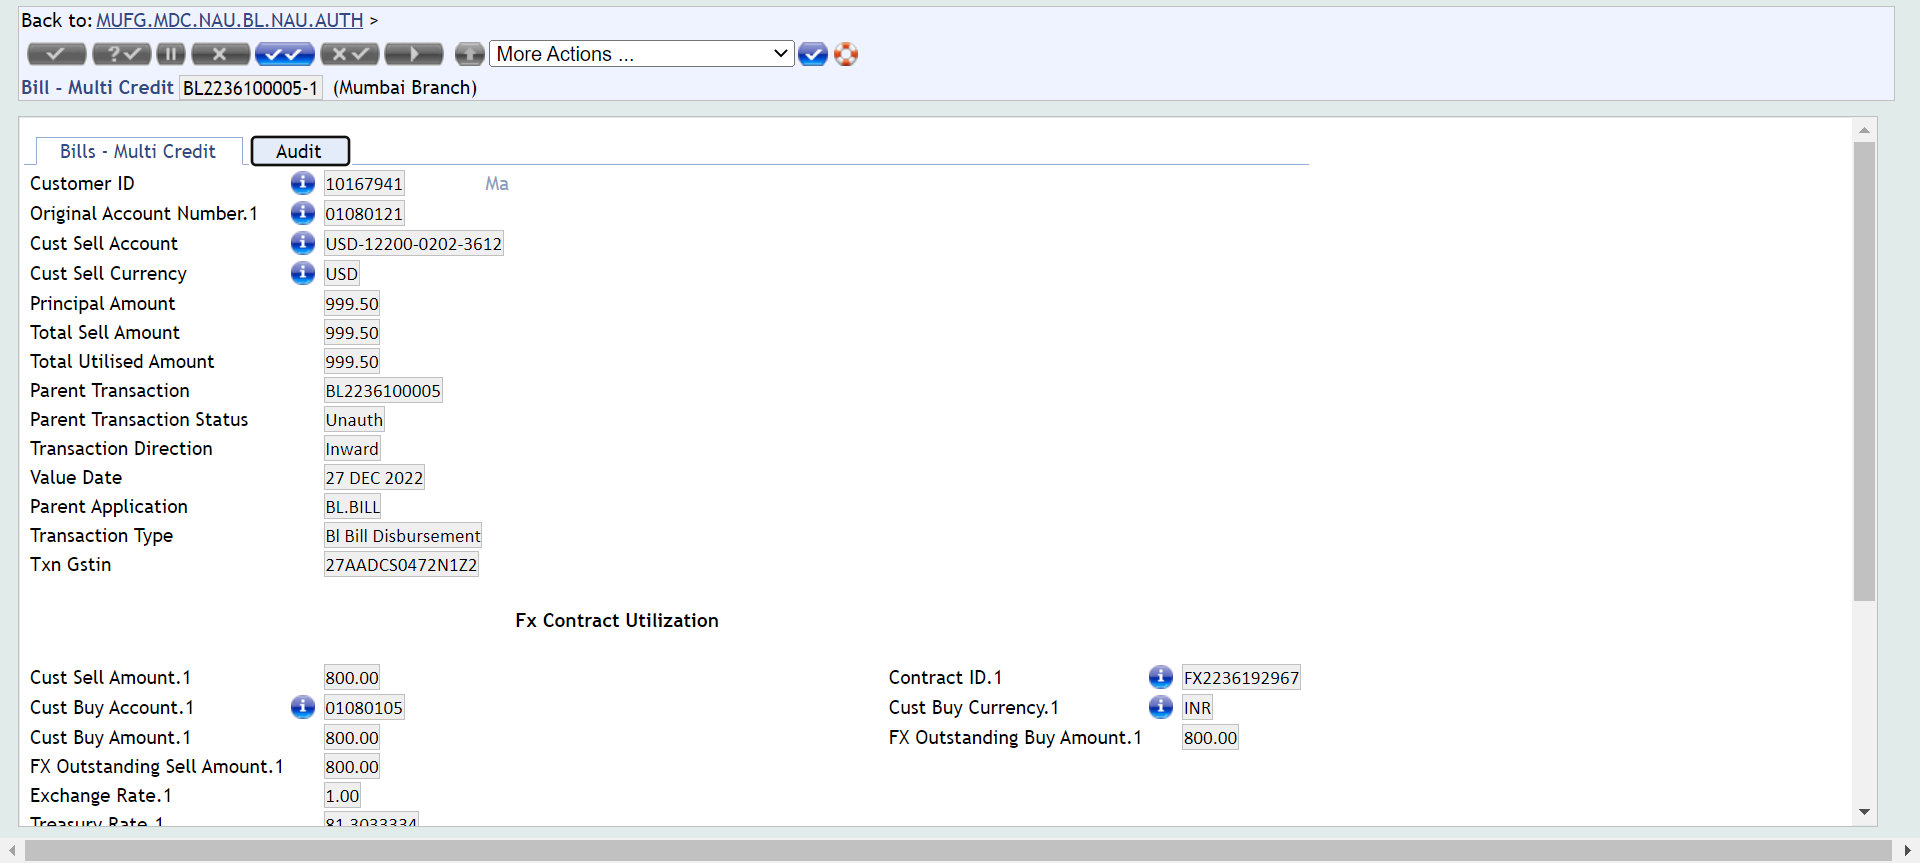 Back to: MUFG.MDC.NAU.BL.NAU.AUTH >
More Actions ...
Bill - Multi Credit BL2236100005-1 (Mumbai Branch)
Bills - Multi Credit Audit
Customer ID 10167941 Ma
Original Account Number.1 01080121
Cust Sell Account USD-12200-0202-3612
Cust Sell Currency USD
Principal Amount 999.50
Total Sell Amount 999.50
Total Utilised Amount 999.50
Parent Transaction BL2236100005
Parent Transaction Status Unauth
Transaction Direction Inward
Value Date 27 DEC 2022
Parent Application BL.BILL
Transaction Type Bl Bill Disbursement
Txn Gstin 27AADCS0472N1Z2
Fx Contract Utilization
Cust Sell Amount.1 800.00 Contract ID.1 FX2236192967
Cust Buy Account.1 01080105 Cust Buy Currency.1 INR
Cust Buy Amount.1 800.00 FX Outstanding Buy Amount.1 800.00
FX Outstanding Sell Amount.1 800.00
Exchange Rate.1 1.00
Treasury Rate.1 81.3033334